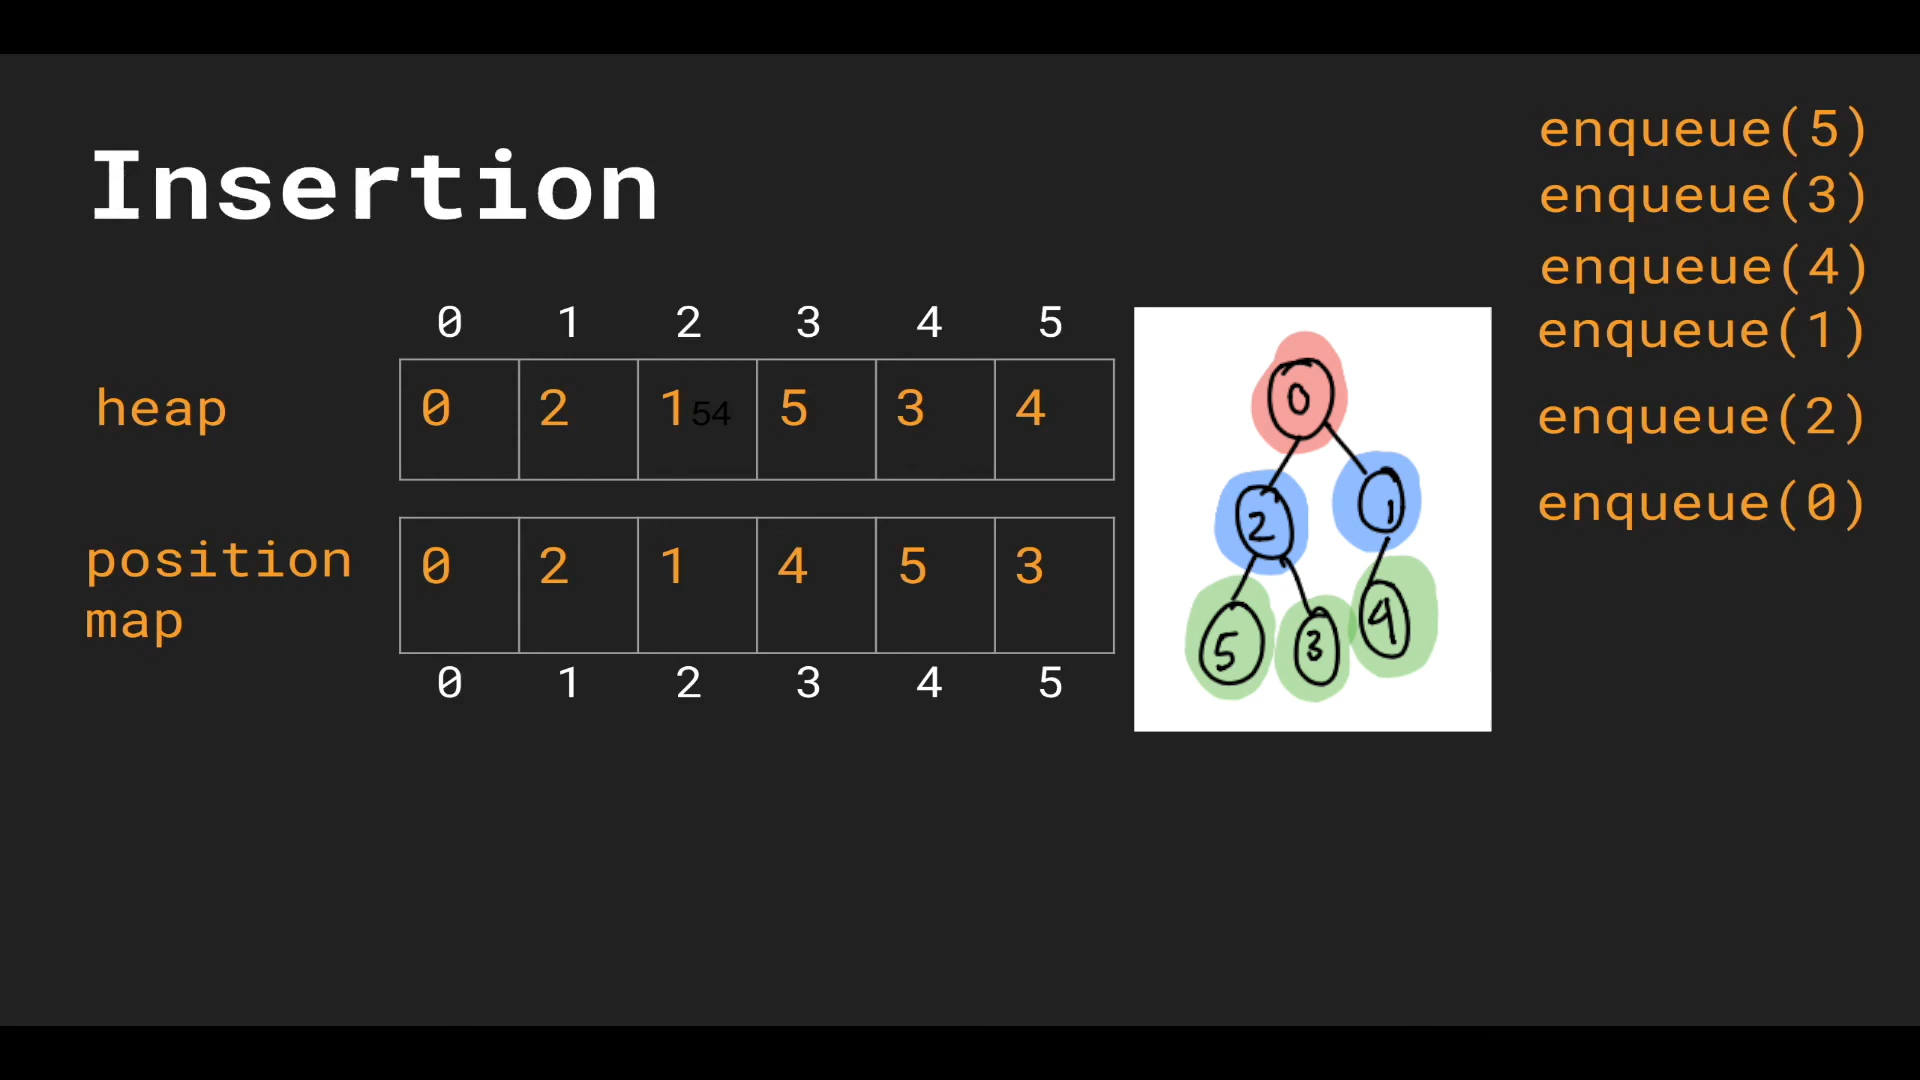 Insertion
enqueue(5)
enqueue(3)
enqueue(4)
enqueue(1)
enqueue(2)
enqueue(0)
0 1 2 3 4 5
heap 0 2 154 5 3 4
position map 0 2 1 4 5 3
0 1 2 3 4 5
0
2 1
5 3 4